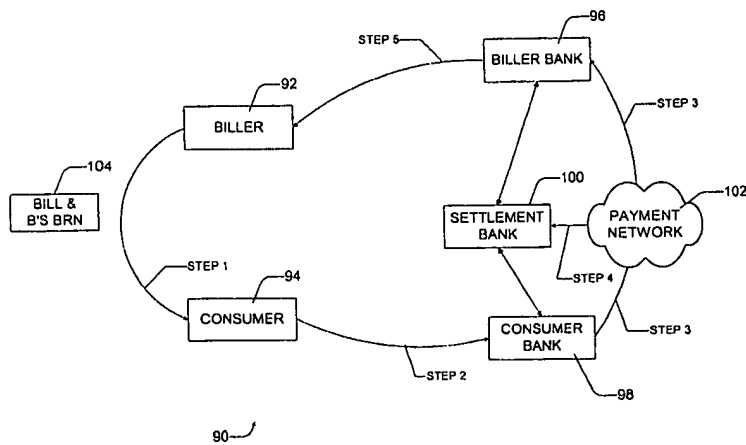 96
STEP 5
BILLER BANK
92
STEP 3
BILLER
104
100
102
BILL &
B'S BRN
SETTLEMENT
BANK
PAYMENT
NETWORK
STEP 1
94
STEP 4
CONSUMER
CONSUMER
BANK
STEP 3
STEP 2
98
90